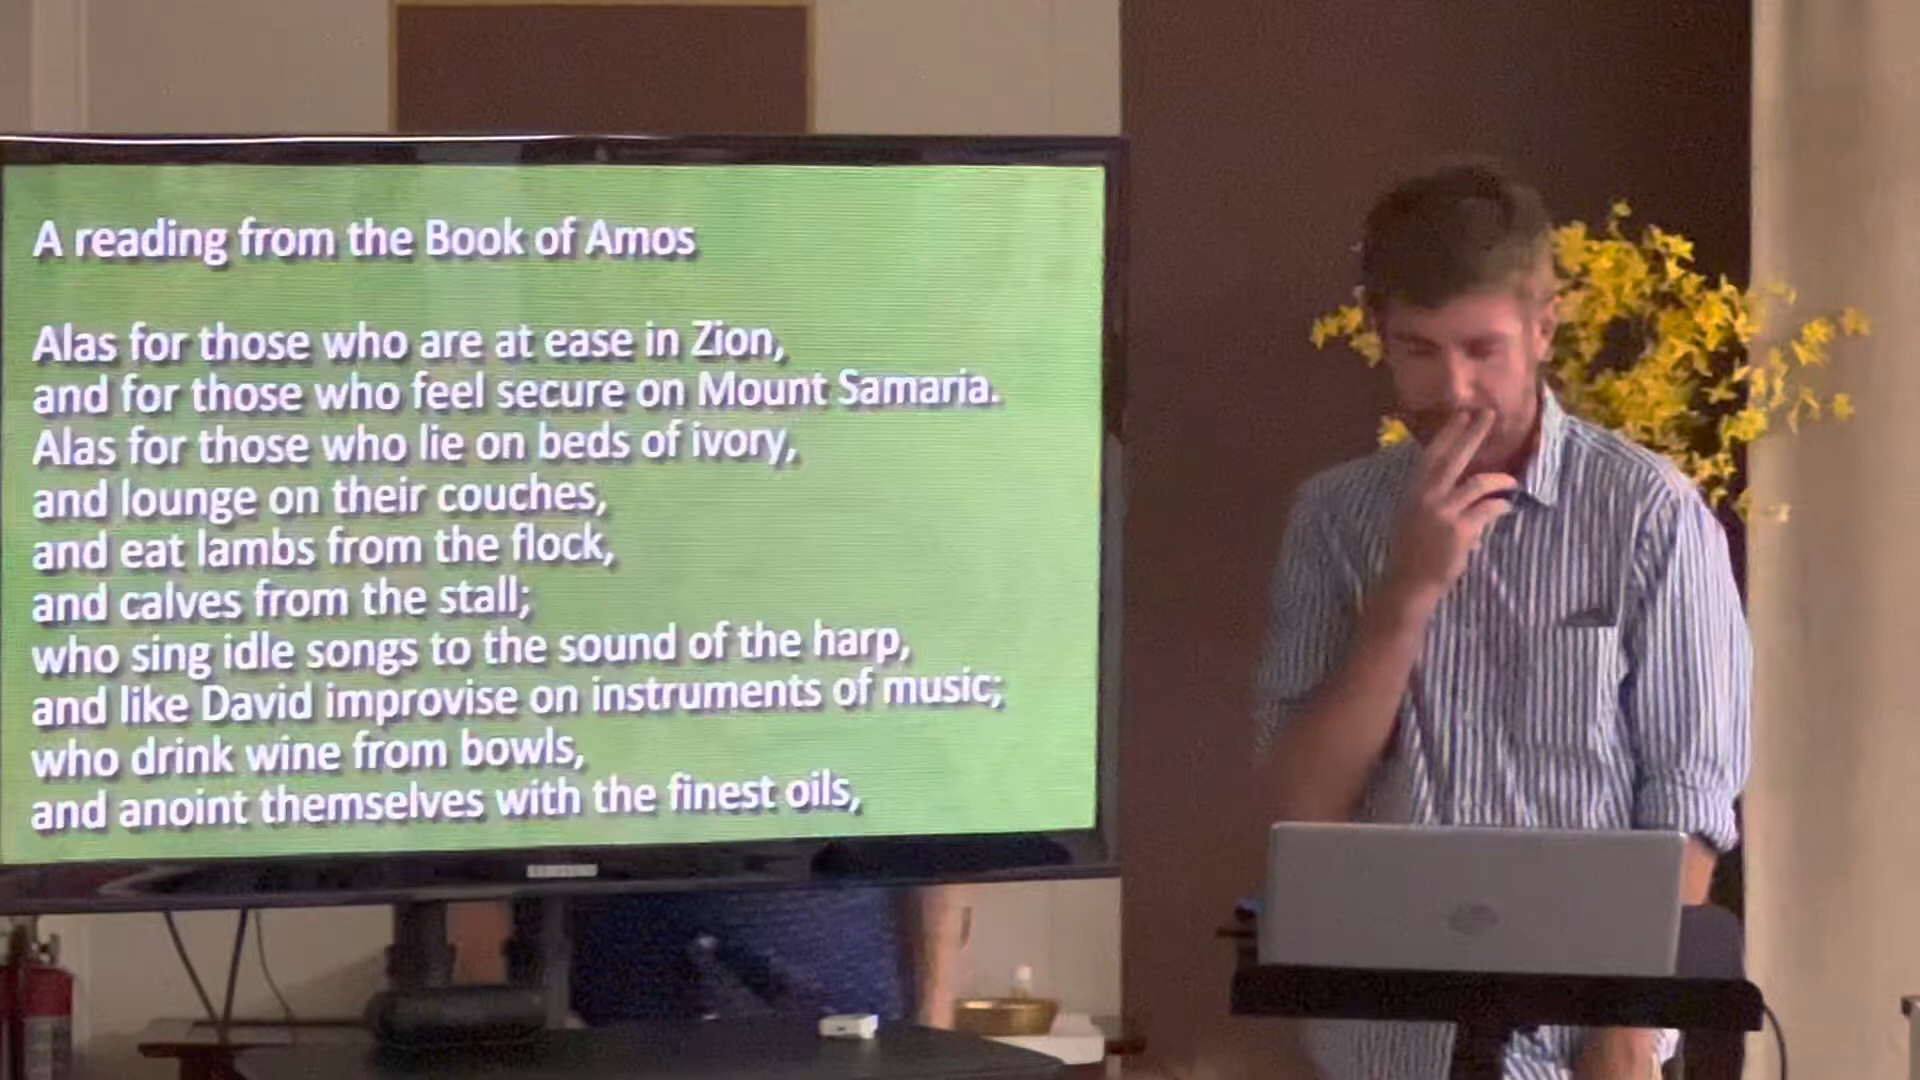 A reading from the Book of Amos
Alas for those who are at ease in Zion,
and for those who feel secure on Mount Samaria.
Alas for those who lie on beds of ivory,
and lounge on their couches,
and eat lambs from the flock,
and calves from the stall;
who sing idle songs to the sound of the harp,
and like David improvise on instruments of music;
who drink wine from bowls,
and anoint themselves with the finest oils,